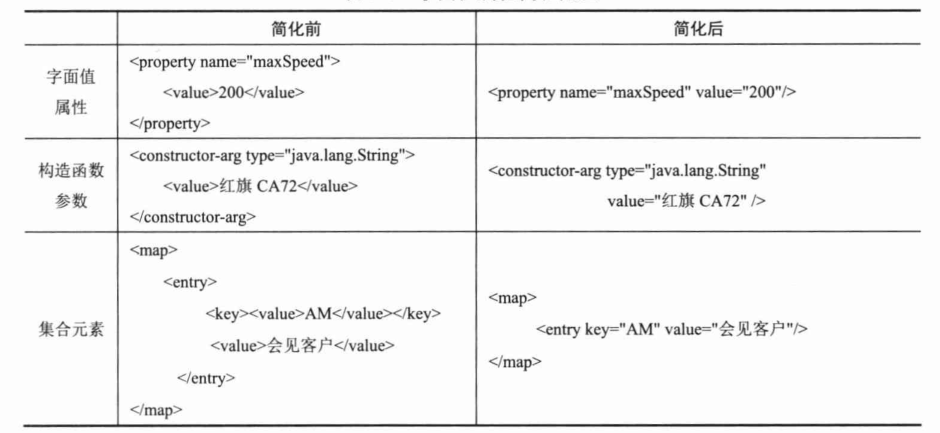 简化前
简化后
字面值
属性
<property name="maxSpeed">
<value>200</value>
</property>
<property name="maxSpeed" value="200"/>
构造函数
参数
<constructor-arg type="java.lang.String">
<value>红旗 CA72</value>
</constructor-arg>
<constructor-arg type="java.lang.String"
value="红旗 CA72" />
集合元素
<map>
<entry>
<key><value>AM</value></key>
<value>会见客户</value>
</entry>
</map>
<map>
<entry key="AM" value="会见客户"/>
</map>